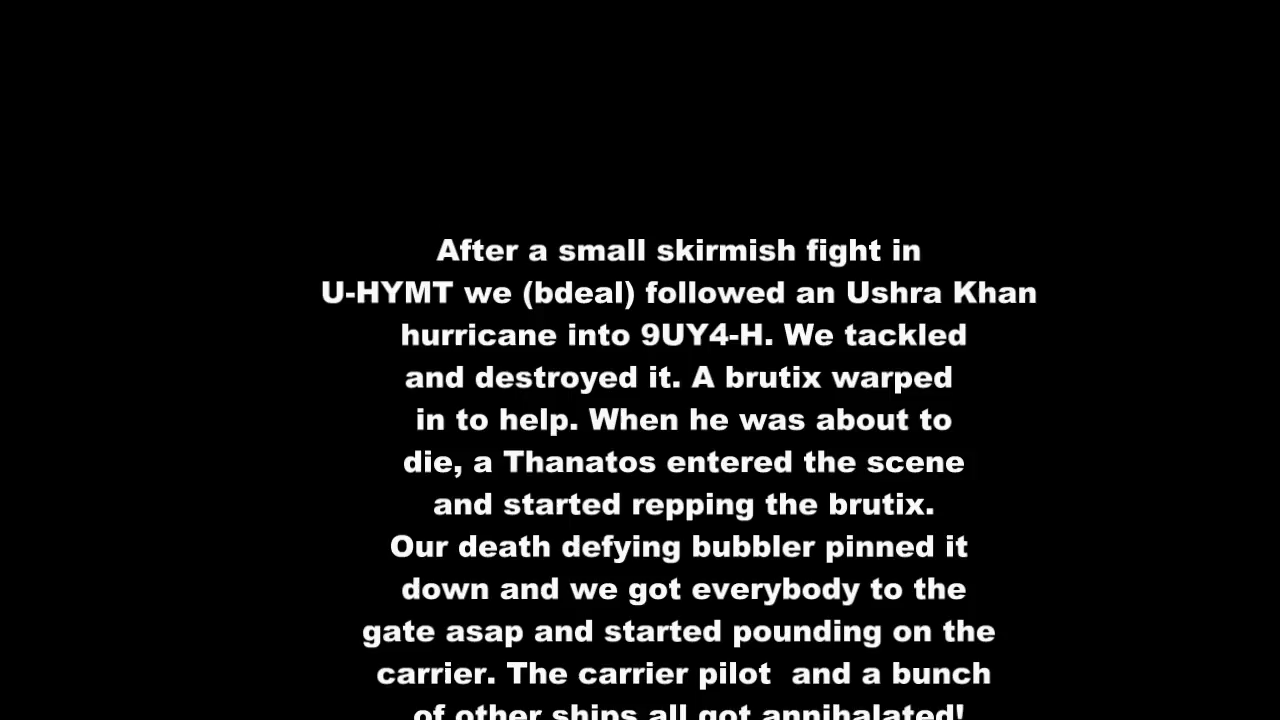 After a small skirmish fight in
U-HYMT we (bdeal) followed an Ushra Khan
hurricane into 9UY4-H. We tackled
and destroyed it. A brutix warped
in to help. When he was about to
die, a Thanatos entered the scene
and started repping the brutix.
Our death defying bubbler pinned it
down and we got everybody to the
gate asap and started pounding on the
carrier. The carrier pilot  and a bunch
of other ships all got annihalated!